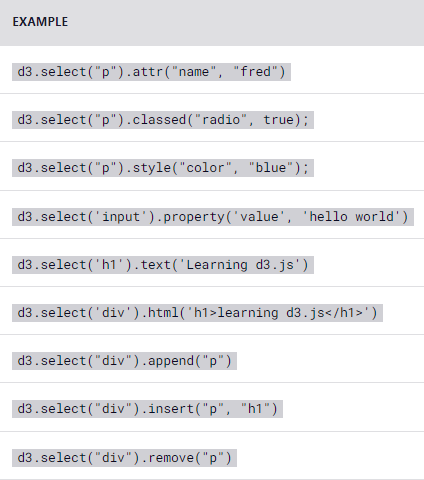 EXAMPLE
d3.select("p").attr("name", "fred")
d3.select("p").classed("radio", true);
d3.select("p").style("color", "blue");
d3.select('input').property('value', 'hello world')
d3.select('h1').text('Learning d3.js')
d3.select('div').html('h1>learning d3.js</h1>')
d3.select("div").append("p")
d3.select("div").insert("p", "h1")
d3.select("div").remove("p")